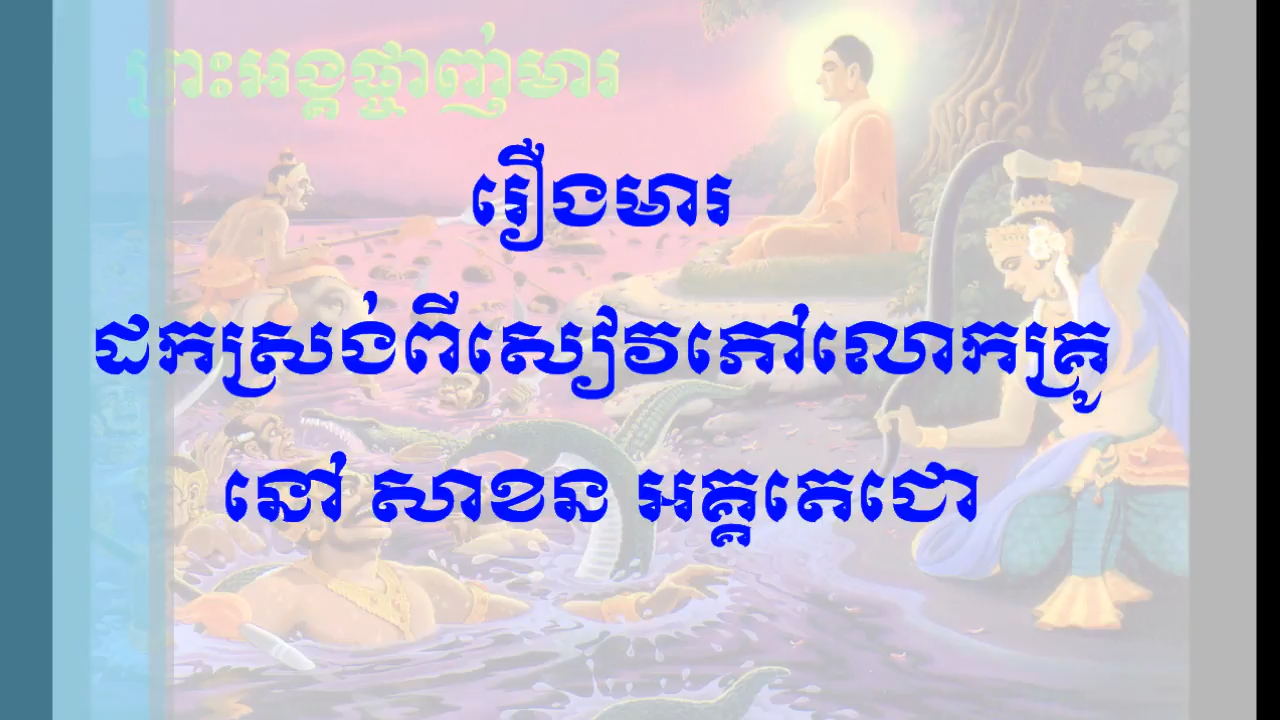 ព្រះអង្គផ្ចាញ់មារ
រឿងមារ
ដកស្រង់ពីសៀវភៅលោកគ្រូ
នៅ សាខន អគ្គតេជោ